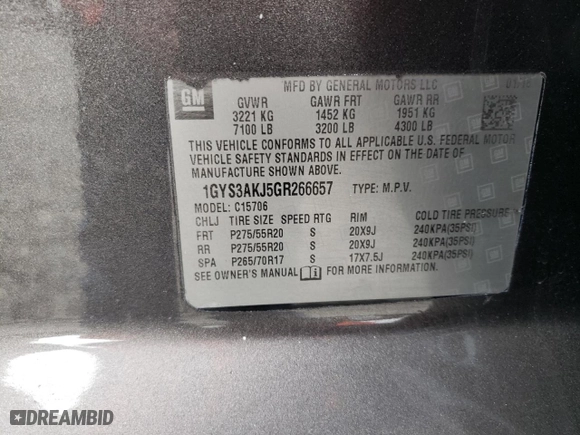 GM
MFD BY GENERAL MOTORS LLC 01/16
GVWR GAWR FRT GAWR RR
3221 KG 1452 KG 1951 KG
7100 LB 3200 LB 4300 LB
THIS VEHICLE CONFORMS TO ALL APPLICABLE U.S. FEDERAL MOTOR
VEHICLE SAFETY STANDARDS IN EFFECT ON THE DATE OF
MANUFACTURE SHOWN ABOVE.
1GYS3AKJ5GR266657 TYPE: M.P.V.
MODEL: C15706
CHLJ TIRE SIZE SPEED RTG RIM COLD TIRE PRESSURE
FRT P275/55R20 S 20X9J 240KPA(35PSI)
RR P275/55R20 S 20X9J 240KPA(35PSI)
SPA P265/70R17 S 17X7.5J 240KPA(35PSI)
SEE OWNER'S MANUAL FOR MORE INFORMATION
DREAMBID